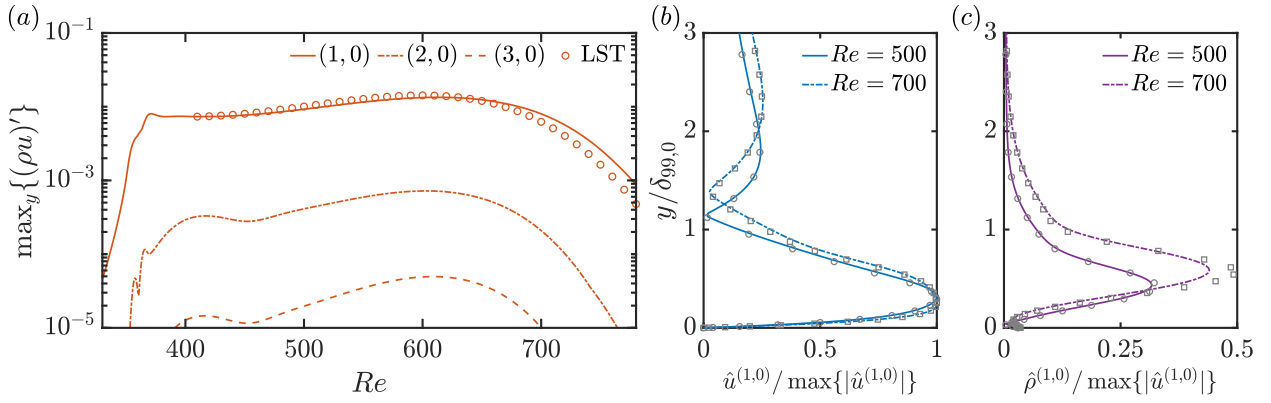 (a)
10⁻¹
10⁻³
10⁻⁵
max_y{(ρu)′}
(1, 0) (2, 0) (3, 0) LST
400 500 600 700
Re
(b)
3
2
1
0
y/δ₉₉,₀
Re = 500
Re = 700
0 0.5 1
û⁽¹,⁰⁾/ max{|û⁽¹,⁰⁾|}
(c)
3
2
1
0
Re = 500
Re = 700
0 0.25 0.5
ρ̂⁽¹,⁰⁾/ max{|û⁽¹,⁰⁾|}